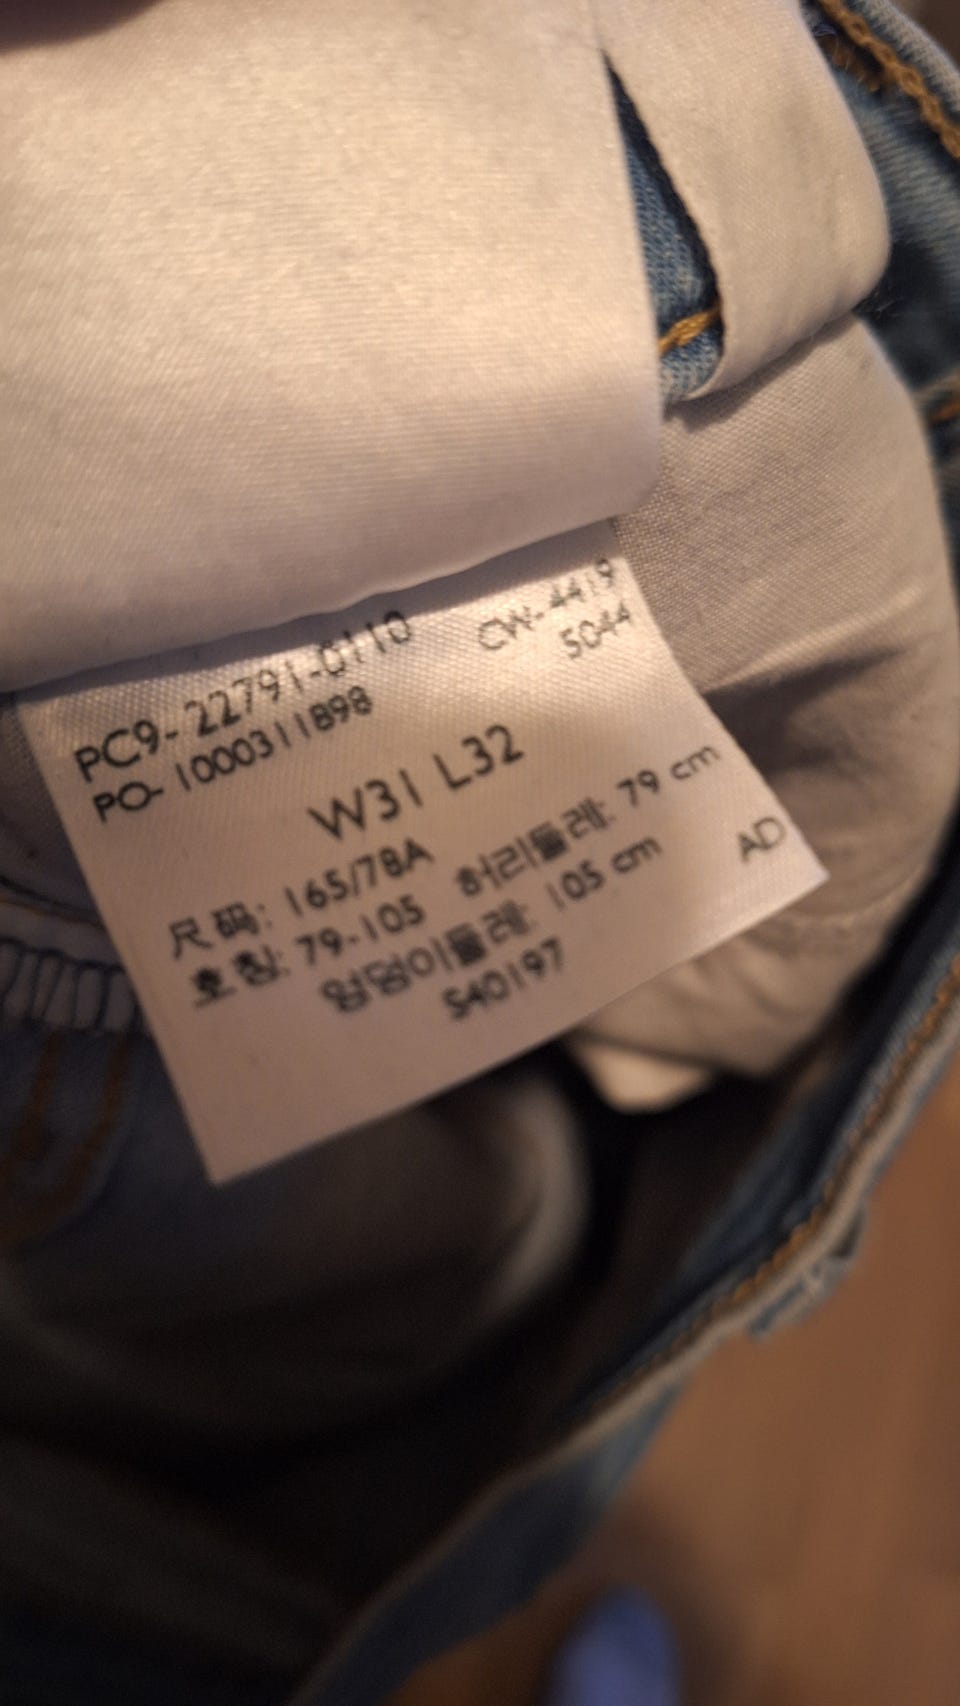 PC9-22791-0110 CW-4419
PO-1000311898 5044
W31 L32
尺码: 165/78A
호칭: 79-105 허리둘레: 79 cm
엉덩이둘레: 105 cm AD
S40197